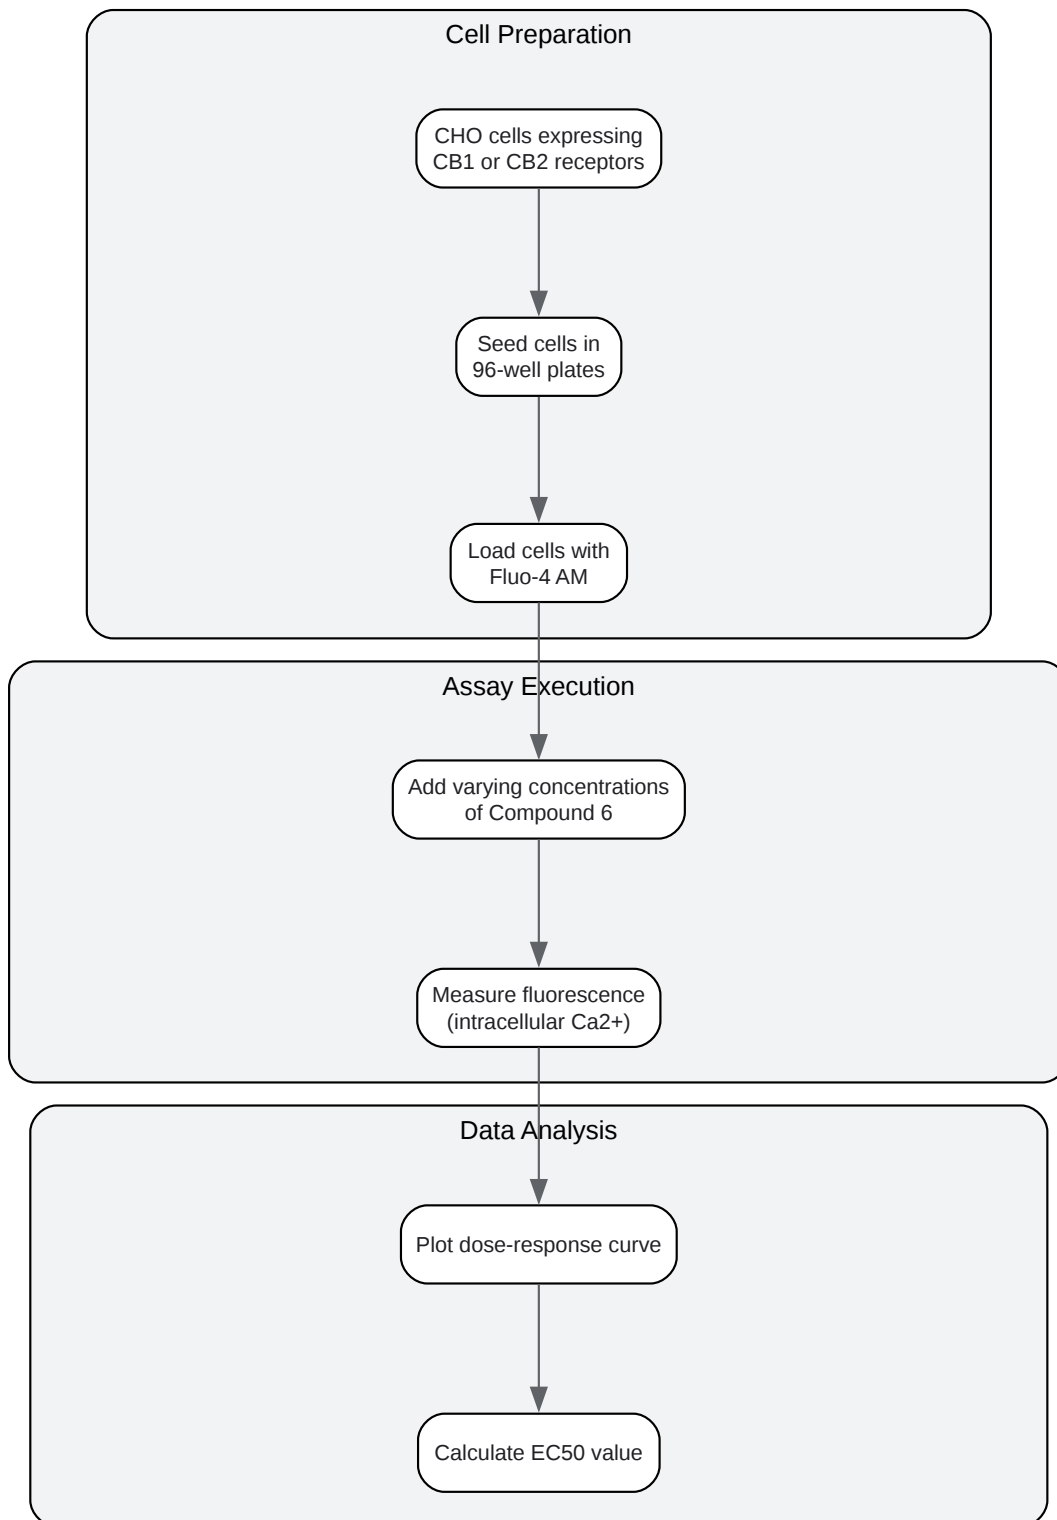 Cell Preparation
CHO cells expressing
CB1 or CB2 receptors
Seed cells in
96-well plates
Load cells with
Fluo-4 AM
Assay Execution
Add varying concentrations
of Compound 6
Measure fluorescence
(intracellular Ca2+)
Data Analysis
Plot dose-response curve
Calculate EC50 value